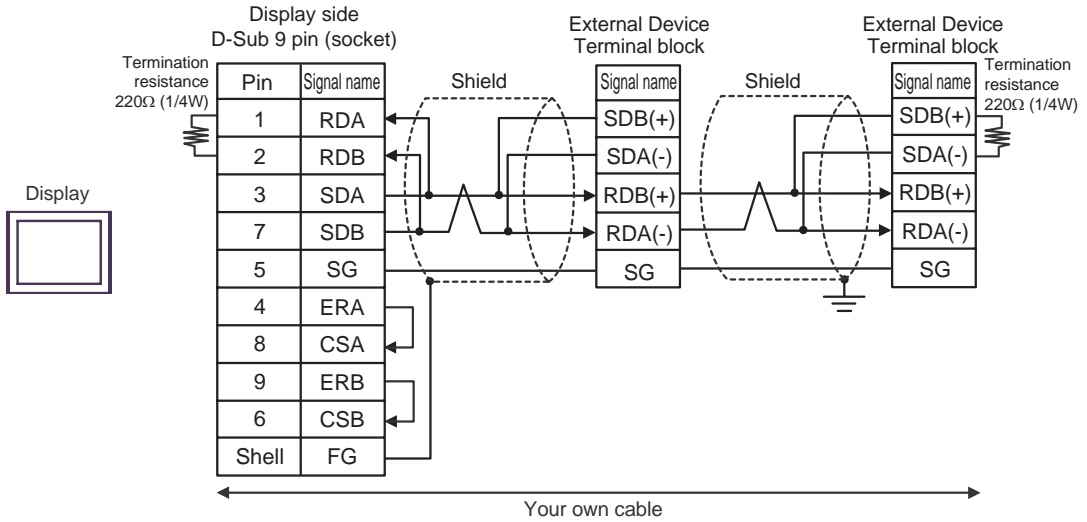 Display side
D-Sub 9 pin (socket)
External Device
Terminal block
External Device
Terminal block
Termination
resistance
220Ω (1/4W)
Termination
resistance
220Ω (1/4W)
Pin Signal name
Shield
Signal name
Shield
Signal name
1 RDA SDB(+) SDB(+)
2 RDB SDA(-) SDA(-)
3 SDA RDB(+) RDB(+)
7 SDB RDA(-) RDA(-)
5 SG SG SG
4 ERA
8 CSA
9 ERB
6 CSB
Shell FG
Display
Your own cable